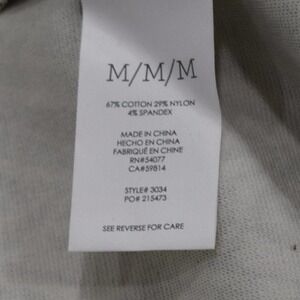 M/M/M
67% COTTON 29% NYLON
4% SPANDEX
MADE IN CHINA
HECHO EN CHINA
FABRIQUÉ EN CHINE
RN#54077
CA#59814
STYLE# 3034
PO# 215473
SEE REVERSE FOR CARE